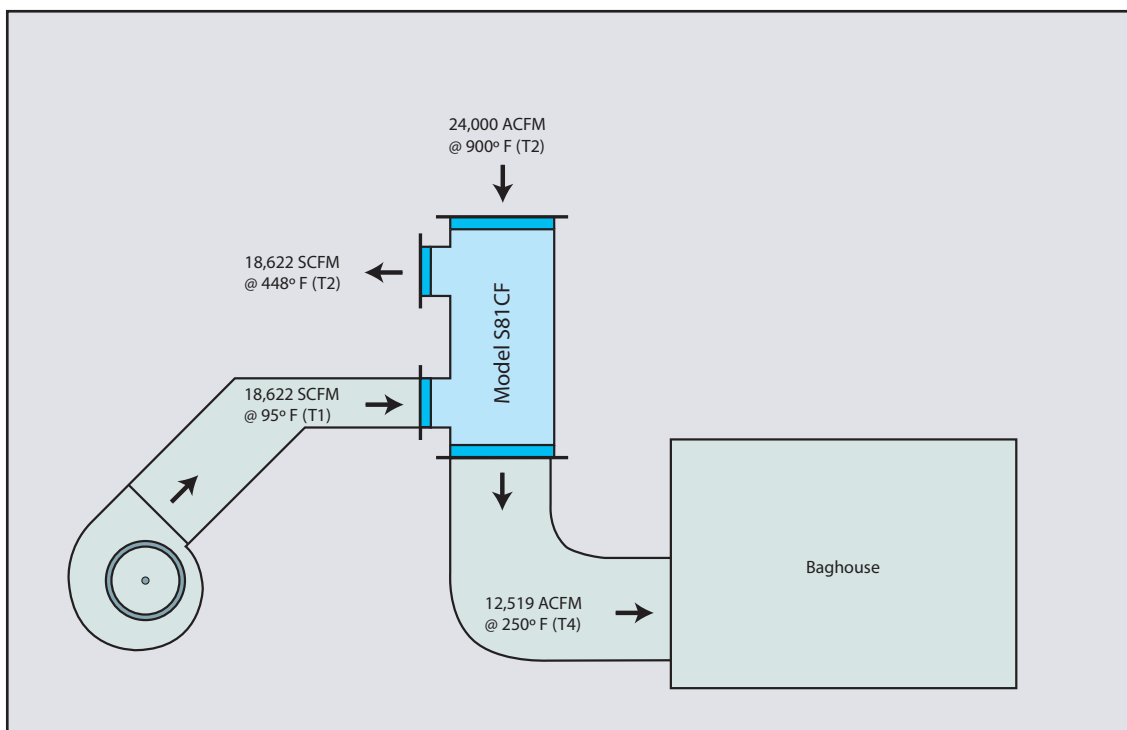 24,000 ACFM
@ 900º F (T2)
18,622 SCFM
@ 448º F (T2)
Model S81CF
18,622 SCFM
@ 95º F (T1)
Baghouse
12,519 ACFM
@ 250º F (T4)